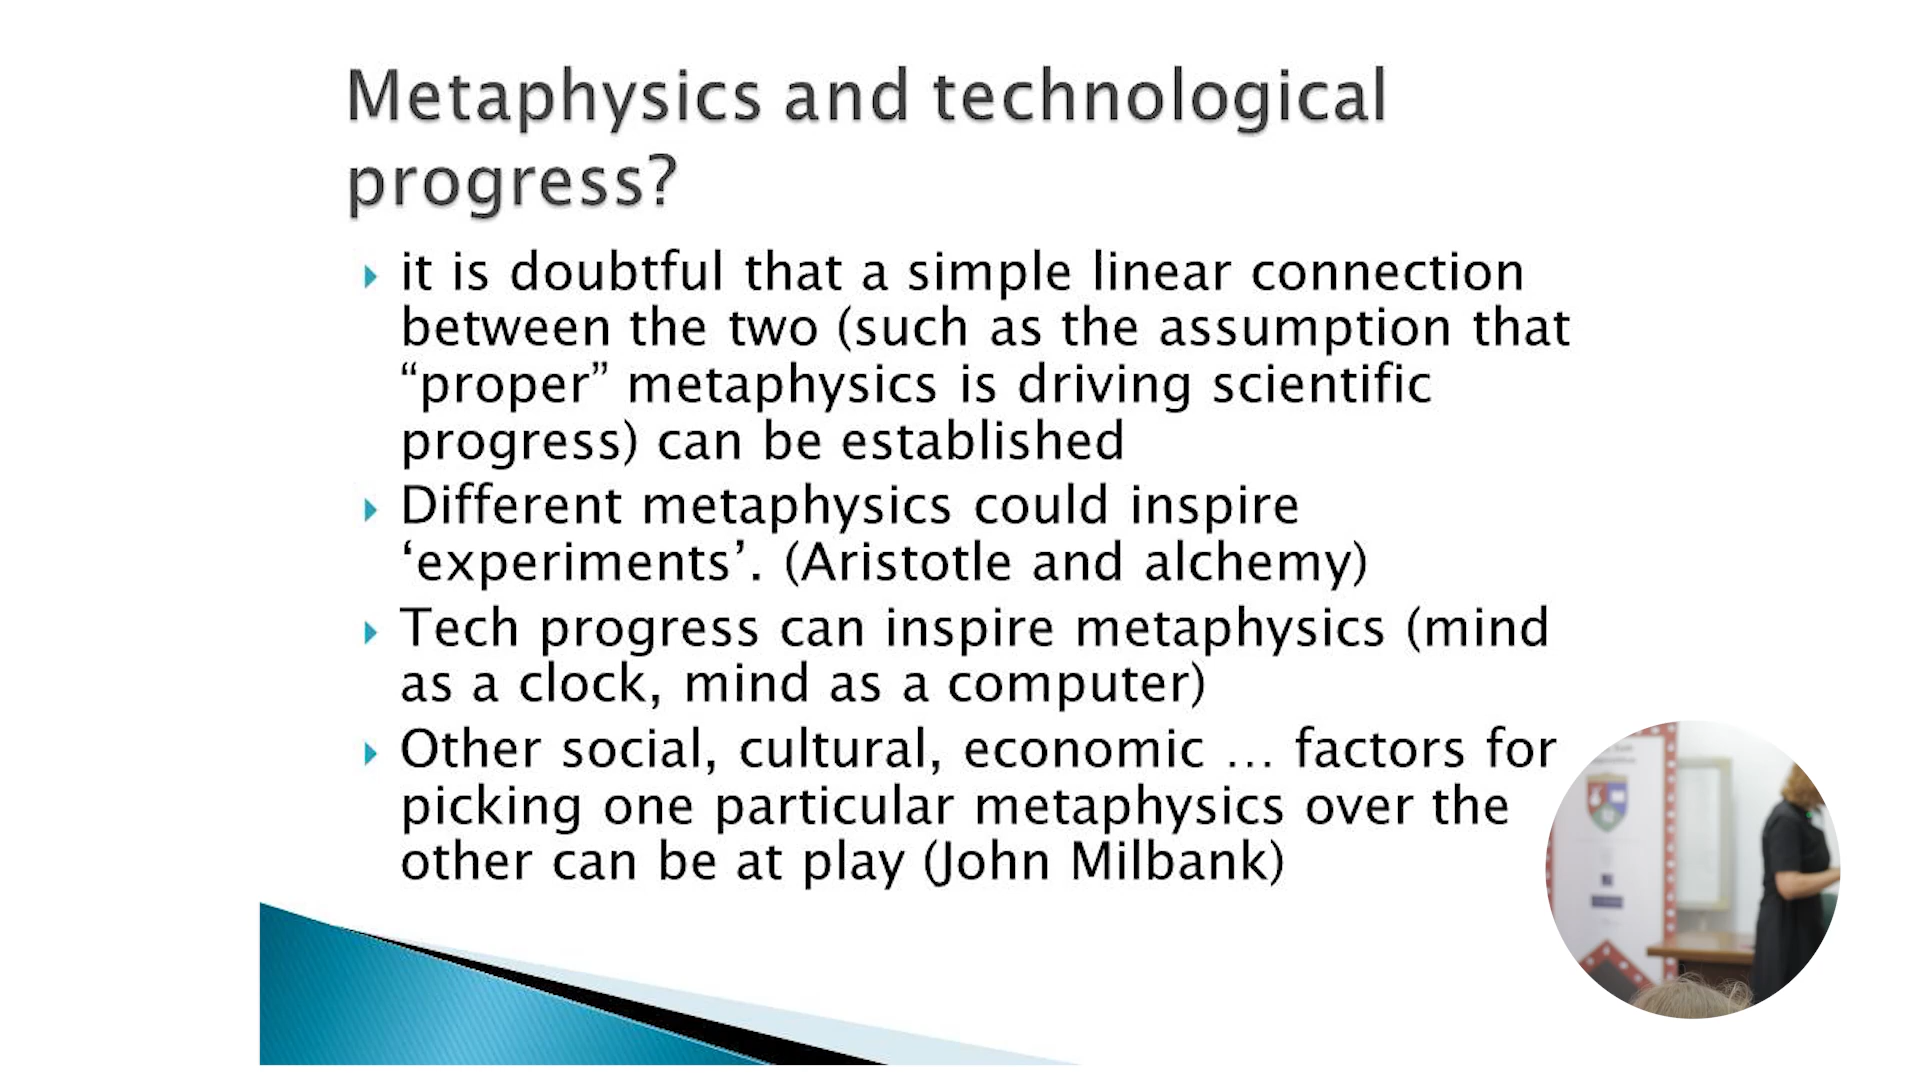 Metaphysics and technological
progress?
it is doubtful that a simple linear connection
between the two (such as the assumption that
“proper” metaphysics is driving scientific
progress) can be established
Different metaphysics could inspire
‘experiments’. (Aristotle and alchemy)
Tech progress can inspire metaphysics (mind
as a clock, mind as a computer)
Other social, cultural, economic … factors for
picking one particular metaphysics over the
other can be at play (John Milbank)